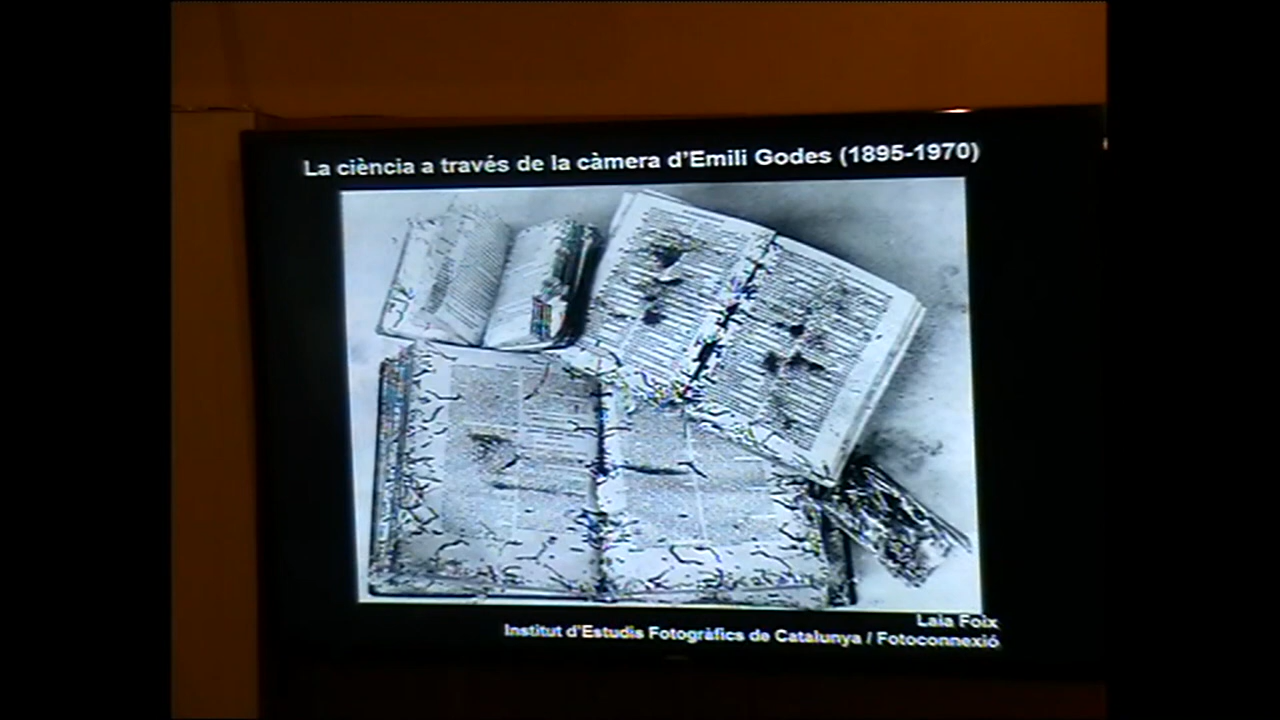 La ciència a través de la càmera d'Emili Godes (1895-1970)
Laia Foix
Institut d'Estudis Fotogràfics de Catalunya / Fotoconnexió